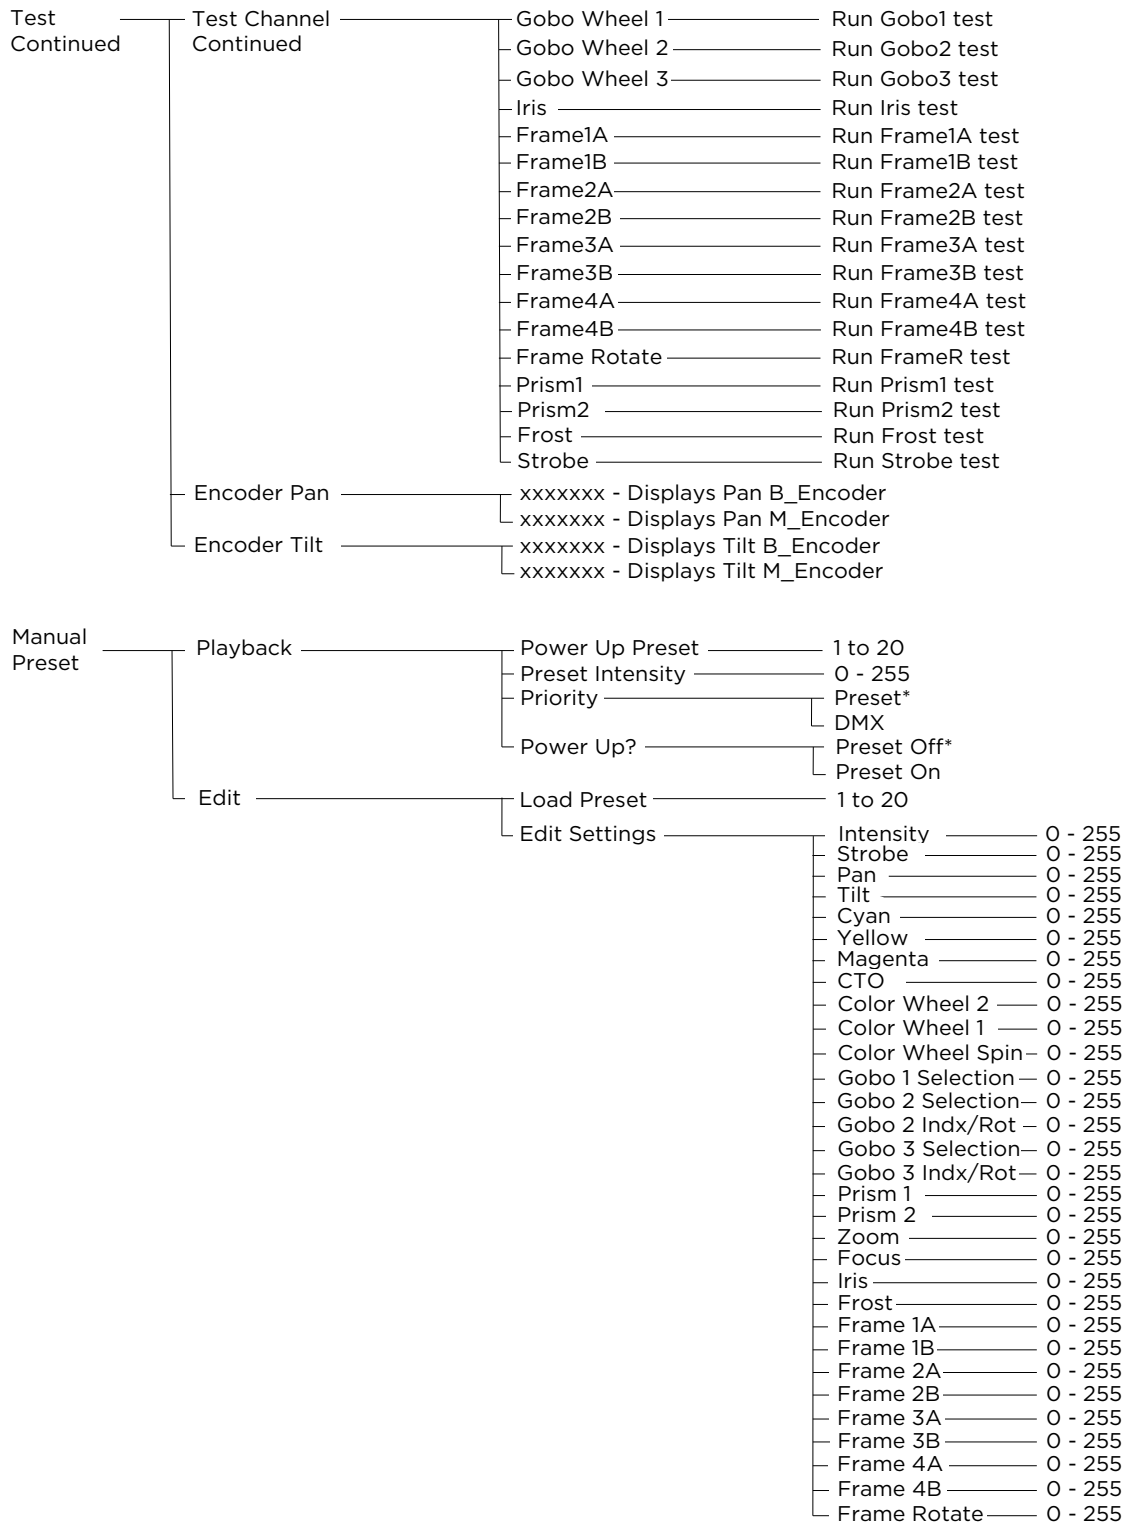 Test Continued
Test Channel Continued
Gobo Wheel 1 Run Gobo1 test
Gobo Wheel 2 Run Gobo2 test
Gobo Wheel 3 Run Gobo3 test
Iris Run Iris test
Frame1A Run Frame1A test
Frame1B Run Frame1B test
Frame2A Run Frame2A test
Frame2B Run Frame2B test
Frame3A Run Frame3A test
Frame3B Run Frame3B test
Frame4A Run Frame4A test
Frame4B Run Frame4B test
Frame Rotate Run FrameR test
Prism1 Run Prism1 test
Prism2 Run Prism2 test
Frost Run Frost test
Strobe Run Strobe test
Encoder Pan xxxxxxx - Displays Pan B_Encoder
xxxxxxx - Displays Pan M_Encoder
Encoder Tilt xxxxxxx - Displays Tilt B_Encoder
xxxxxxx - Displays Tilt M_Encoder
Manual Preset
Playback Power Up Preset 1 to 20
Preset Intensity 0 - 255
Priority Preset*
DMX
Power Up? Preset Off*
Preset On
Edit Load Preset 1 to 20
Edit Settings Intensity 0 - 255
Strobe 0 - 255
Pan 0 - 255
Tilt 0 - 255
Cyan 0 - 255
Yellow 0 - 255
Magenta 0 - 255
CTO 0 - 255
Color Wheel 2 0 - 255
Color Wheel 1 0 - 255
Color Wheel Spin 0 - 255
Gobo 1 Selection 0 - 255
Gobo 2 Selection 0 - 255
Gobo 2 Indx/Rot 0 - 255
Gobo 3 Selection 0 - 255
Gobo 3 Indx/Rot 0 - 255
Prism 1 0 - 255
Prism 2 0 - 255
Zoom 0 - 255
Focus 0 - 255
Iris 0 - 255
Frost 0 - 255
Frame 1A 0 - 255
Frame 1B 0 - 255
Frame 2A 0 - 255
Frame 2B 0 - 255
Frame 3A 0 - 255
Frame 3B 0 - 255
Frame 4A 0 - 255
Frame 4B 0 - 255
Frame Rotate 0 - 255